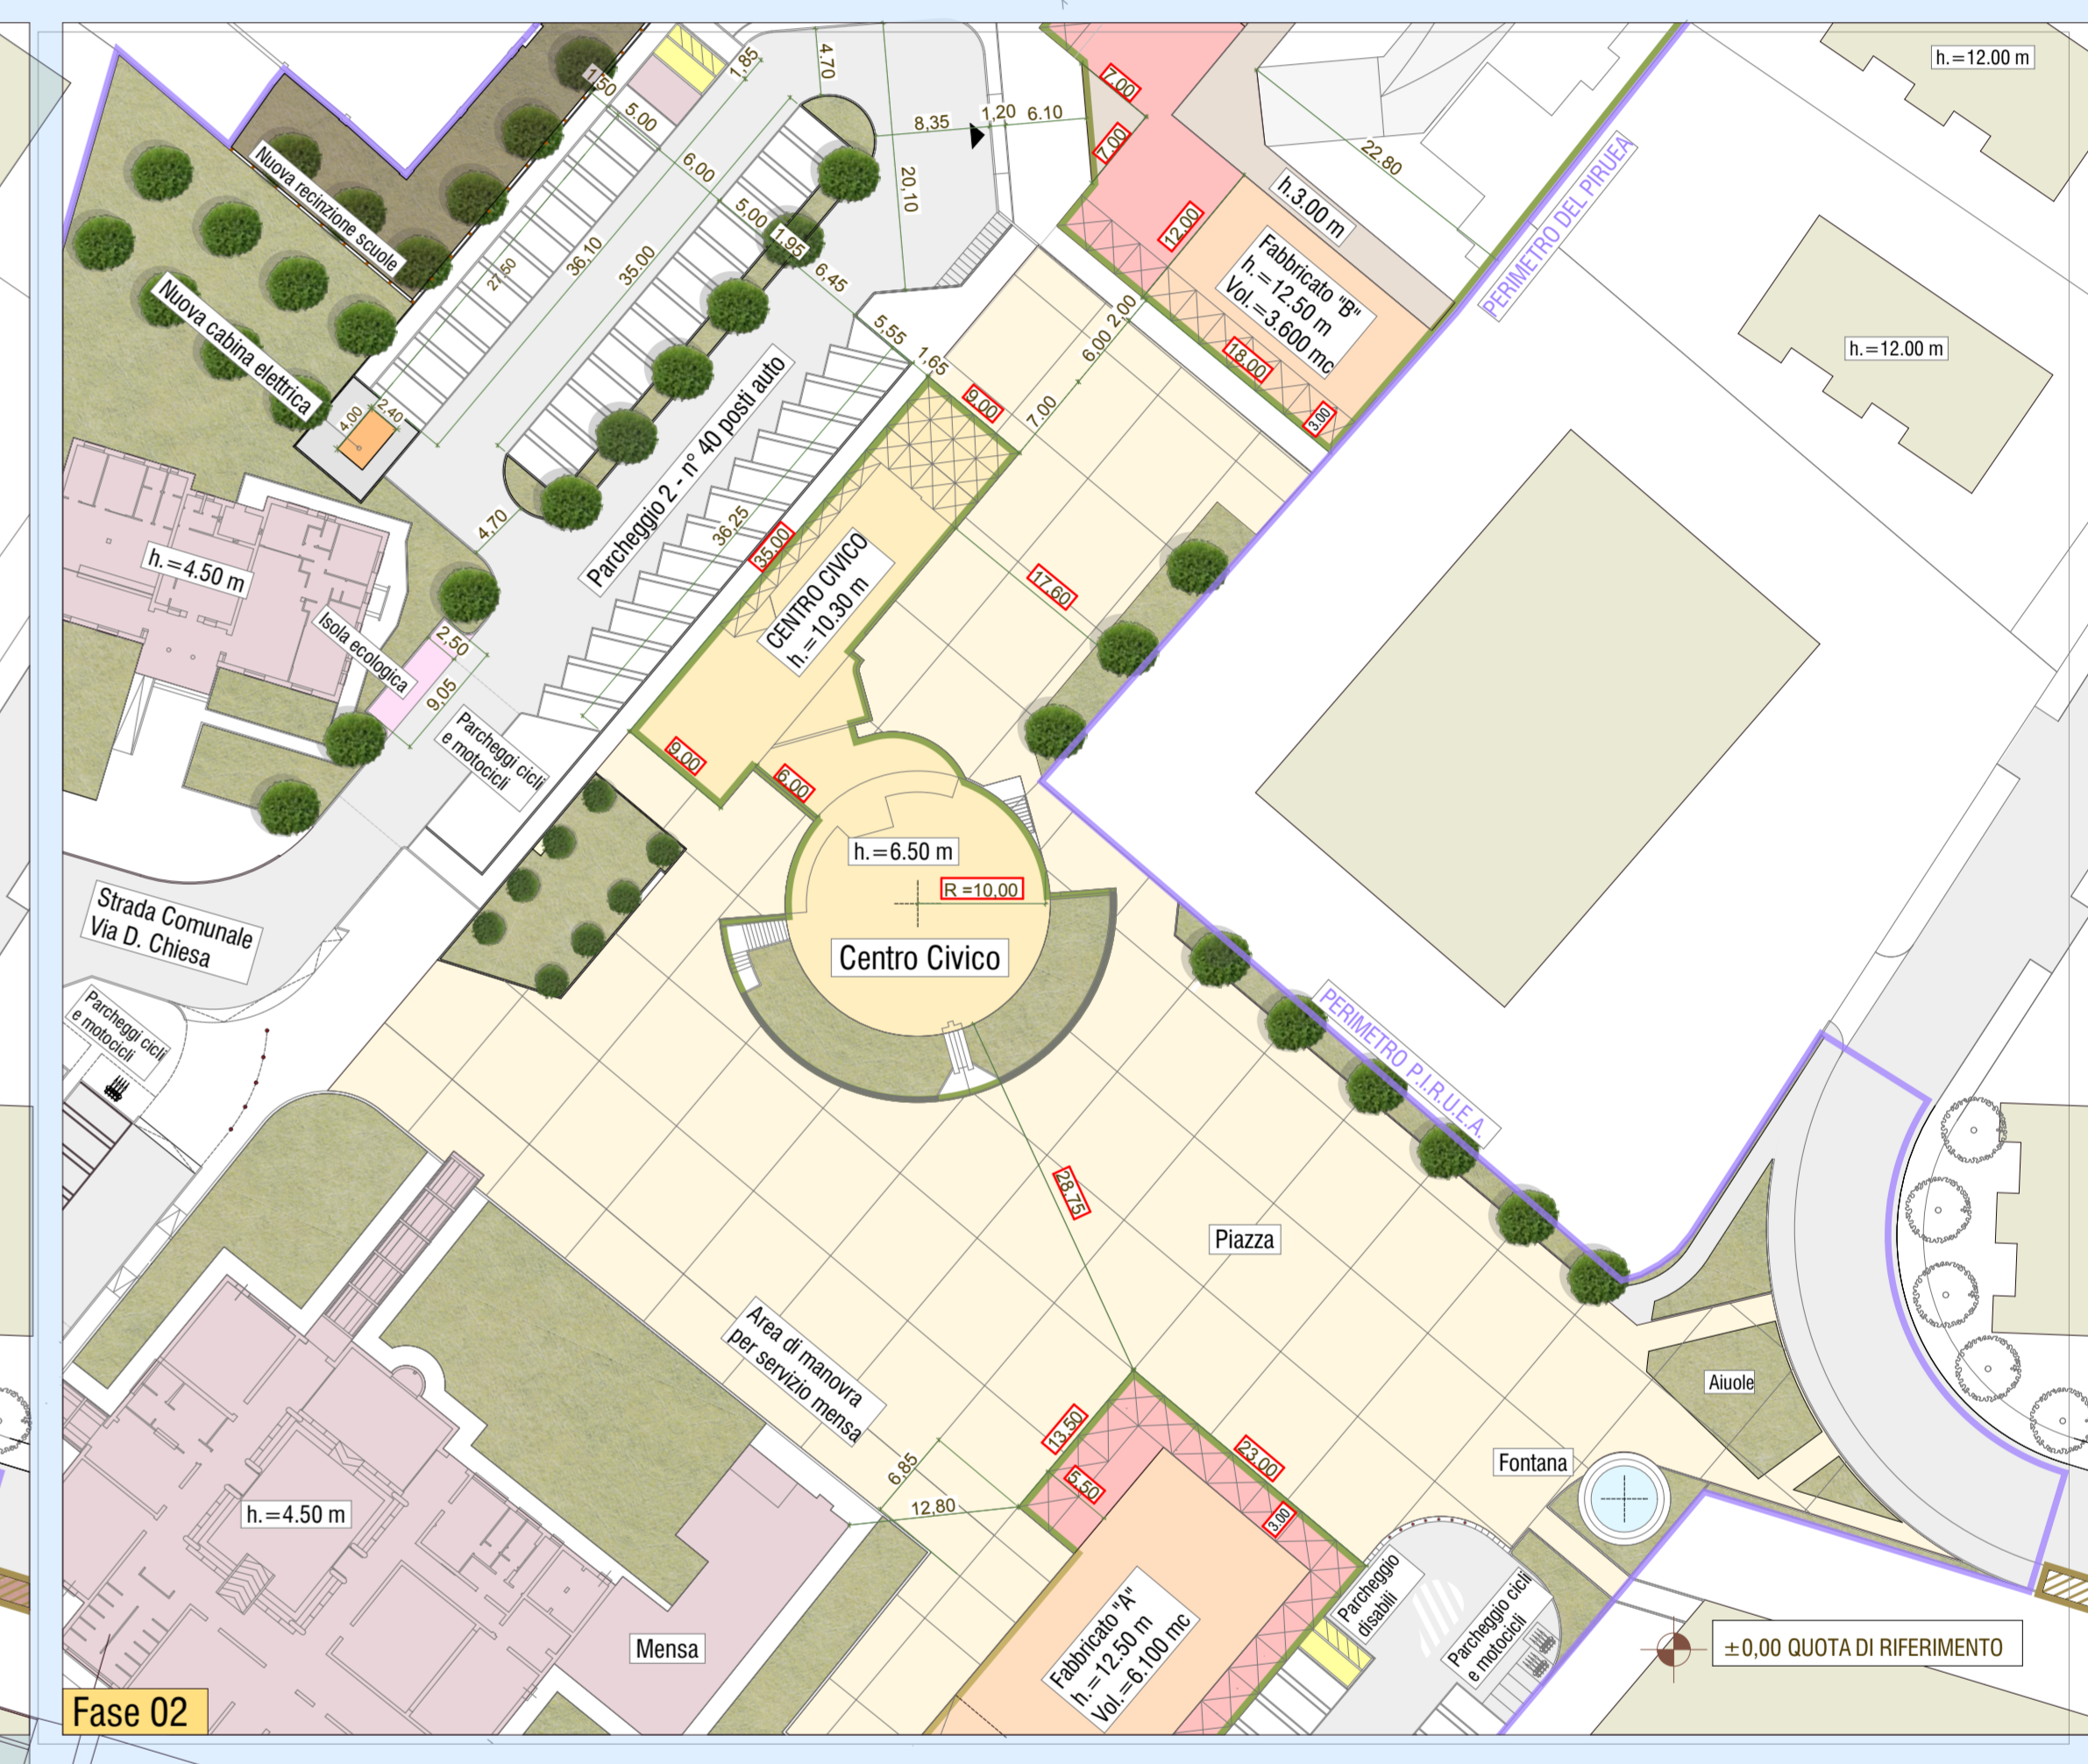 h.=12.00 m
4.70
1,85
1,50
5.00
7.00
8,35
1,20
6.10
7.00
PERIMETRO DEL PIRUEA
22.80
Nuova recinzione scuole
6,00
20,10
h.3.00 m
5.00
1.95
12.00
Fabbricato "B"
h.=12.50 m
Vol.=3.600 mc
27,50
36,10
35.00
6,45
Nuova cabina elettrica
2,00
6,00
5,55
1,65
18.00
h.=12.00 m
4,00
2,40
9.00
7.00
3.00
Parcheggio 2 - n° 40 posti auto
4,70
36,25
35.00
CENTRO CIVICO
h.=10.30 m
17.60
h.=4.50 m
Isola ecologica
2,50
9,05
Parcheggi cicli
e motocicli
9.00
6.00
h.=6.50 m
R =10,00
Centro Civico
Strada Comunale
Via D. Chiesa
Parcheggi cicli
e motocicli
PERIMETRO P.I.R.U.E.A.
28.75
Piazza
Area di manovra
per servizio mensa
Aiuole
13,50
23.00
Fontana
6,85
5.50
12,80
3.00
h.=4.50 m
Parcheggio
disabili
Parcheggio cicli
e motocicli
Fabbricato "A"
h.=12.50 m
Vol.=6.100 mc
Mensa
±0,00 QUOTA DI RIFERIMENTO
Fase 02